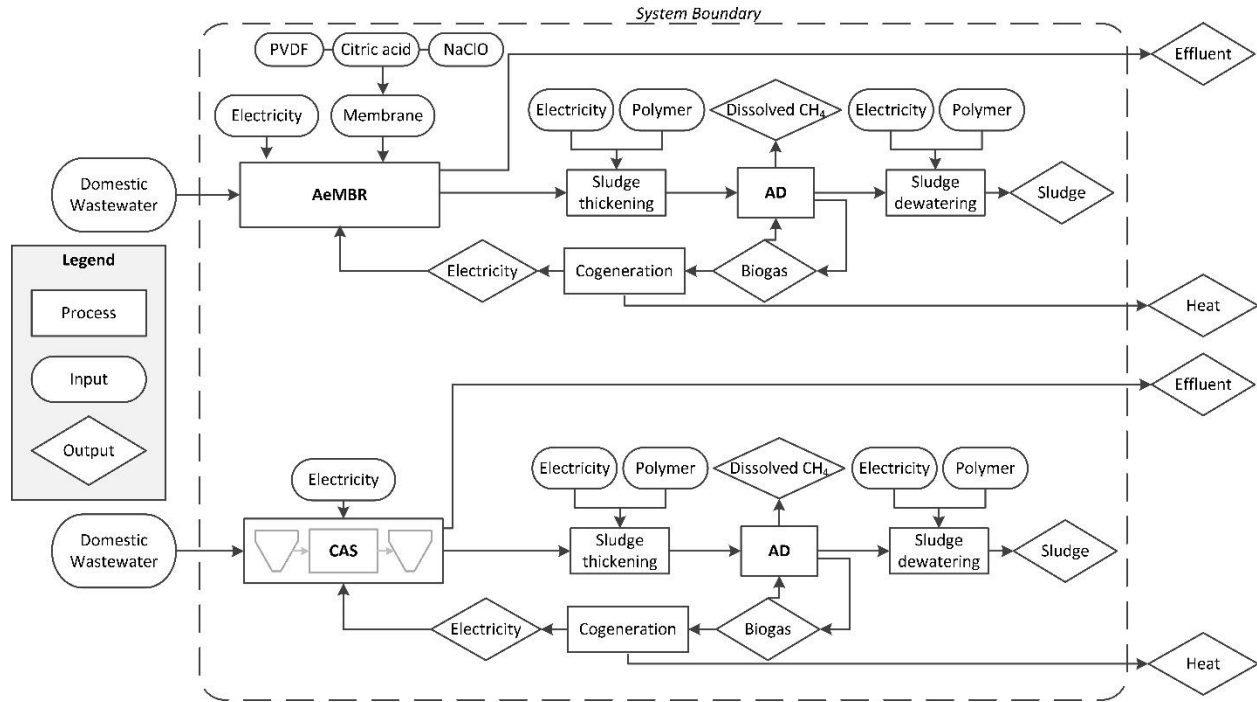 System Boundary
PVDF
Citric acid
NaClO
Effluent
Electricity
Membrane
Electricity
Polymer
Dissolved CH₄
Electricity
Polymer
Domestic
Wastewater
AeMBR
Sludge
thickening
AD
Sludge
dewatering
Sludge
Electricity
Cogeneration
Biogas
Heat
Legend
Process
Input
Output
Effluent
Electricity
Electricity
Polymer
Dissolved CH₄
Electricity
Polymer
Domestic
Wastewater
CAS
Sludge
thickening
AD
Sludge
dewatering
Sludge
Electricity
Cogeneration
Biogas
Heat